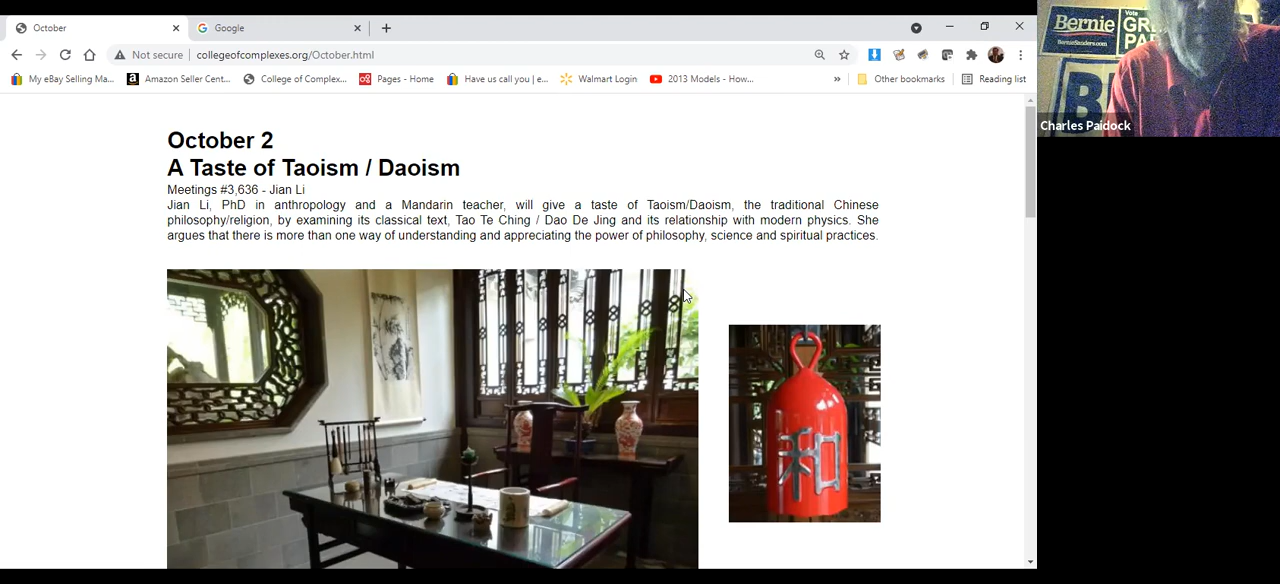 October
Google
Not secure
collegeofcomplexes.org/October.html
My eBay Selling Ma...
Amazon Seller Cent...
College of Complex...
Pages - Home
Have us call you | e...
Walmart Login
2013 Models - How...
»
Other bookmarks
Reading list
October 2
A Taste of Taoism / Daoism
Meetings #3,636 - Jian Li
Jian Li, PhD in anthropology and a Mandarin teacher, will give a taste of Taoism/Daoism, the traditional Chinese
philosophy/religion, by examining its classical text, Tao Te Ching / Dao De Jing and its relationship with modern physics. She
argues that there is more than one way of understanding and appreciating the power of philosophy, science and spiritual practices.
和
Bernie
BernieSanders.com
Vote
GR
PA
B
Charles Paidock